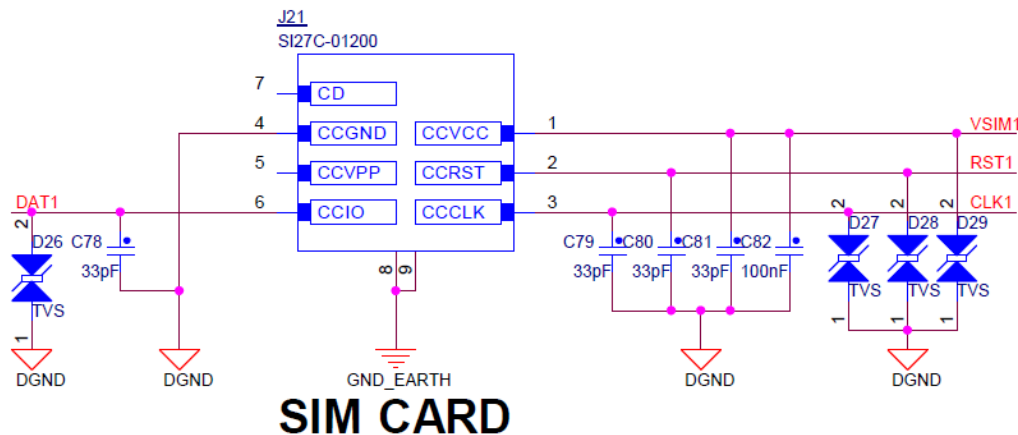 J21
SI27C-01200
7 CD
4 CCGND CCVCC 1 VSIM1
5 CCVPP CCRST 2 RST1
DAT1 6 CCIO CCCLK 3 CLK1
2 D26 C78 33pF TVS 1
8 9
C79 C80 C81 C82
33pF 33pF 33pF 100nF
2 2 2
D27 D28 D29
TVS TVS TVS
1 1 1
DGND DGND GND_EARTH DGND DGND
SIM CARD